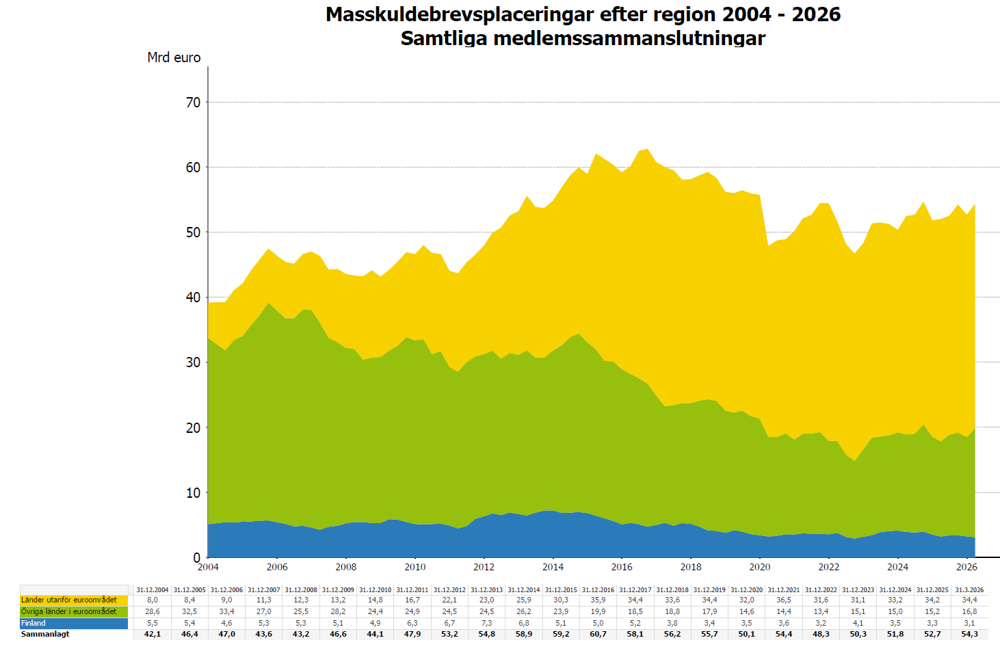 Masskuldebrevsplaceringar efter region 2004 - 2026
Samtliga medlemssammanslutningar
Mrd euro
70
60
50
40
30
20
10
0
2004 2006 2008 2010 2012 2014 2016 2018 2020 2022 2024 2026
31.12.2004 31.12.2005 31.12.2006 31.12.2007 31.12.2008 31.12.2009 31.12.2010 31.12.2011 31.12.2012 31.12.2013 31.12.2014 31.12.2015 31.12.2016 31.12.2017 31.12.2018 31.12.2019 31.12.2020 31.12.2021 31.12.2022 31.12.2023 31.12.2024 31.12.2025 31.3.2026
Länder utanför euroområdet 8,0 8,4 9,0 11,3 12,3 13,2 14,8 16,7 22,1 23,0 25,9 30,3 35,9 34,4 33,6 34,4 32,0 36,5 31,6 31,1 33,2 34,2 34,4
Övriga länder i euroområdet 28,6 32,5 33,4 27,0 25,5 28,2 24,4 24,9 24,5 24,5 26,2 23,9 19,9 18,5 18,8 17,9 14,6 14,4 13,4 15,1 15,0 15,2 16,8
Finland 5,5 5,4 4,6 5,3 5,3 5,1 4,9 6,3 6,7 7,3 6,8 5,1 5,0 5,2 3,8 3,4 3,5 3,6 3,2 4,1 3,5 3,3 3,1
Sammanlagt 42,1 46,4 47,0 43,6 43,2 46,6 44,1 47,9 53,2 54,8 58,9 59,2 60,7 58,1 56,2 55,7 50,1 54,4 48,3 50,3 51,8 52,7 54,3